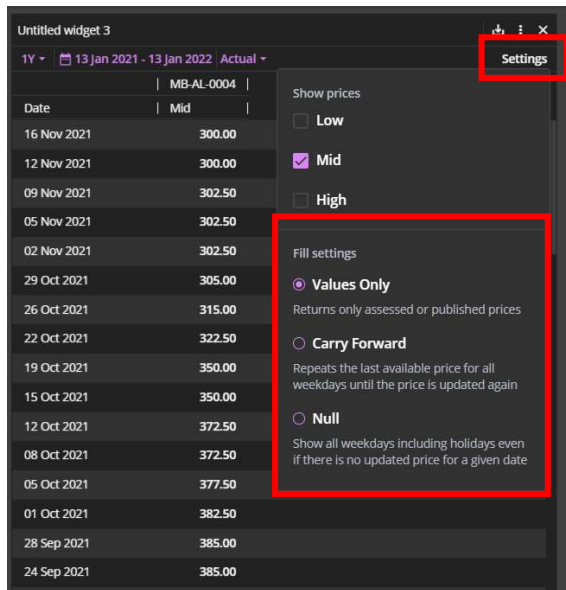 Untitled widget 3
1Y 13 Jan 2021 - 13 Jan 2022 Actual Settings
| MB-AL-0004 |
Date | Mid |
16 Nov 2021 300.00
12 Nov 2021 300.00
09 Nov 2021 302.50
05 Nov 2021 302.50
02 Nov 2021 302.50
29 Oct 2021 305.00
26 Oct 2021 315.00
22 Oct 2021 322.50
19 Oct 2021 350.00
15 Oct 2021 350.00
12 Oct 2021 372.50
08 Oct 2021 372.50
05 Oct 2021 377.50
01 Oct 2021 382.50
28 Sep 2021 385.00
24 Sep 2021 385.00
Show prices
Low
Mid
High
Fill settings
Values Only
Returns only assessed or published prices
Carry Forward
Repeats the last available price for all
weekdays until the price is updated again
Null
Show all weekdays including holidays even
if there is no updated price for a given date